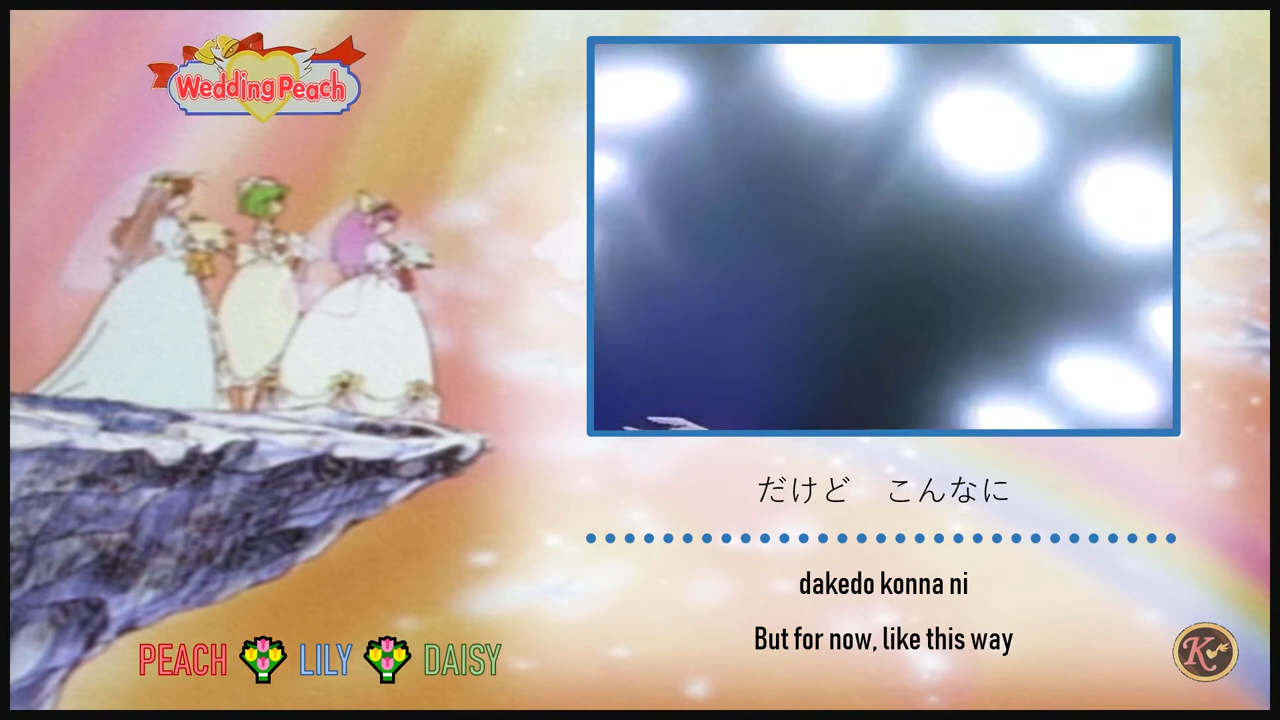 Wedding Peach
だけど　こんなに
dakedo konna ni
But for now, like this way
PEACH LILY DAISY
K